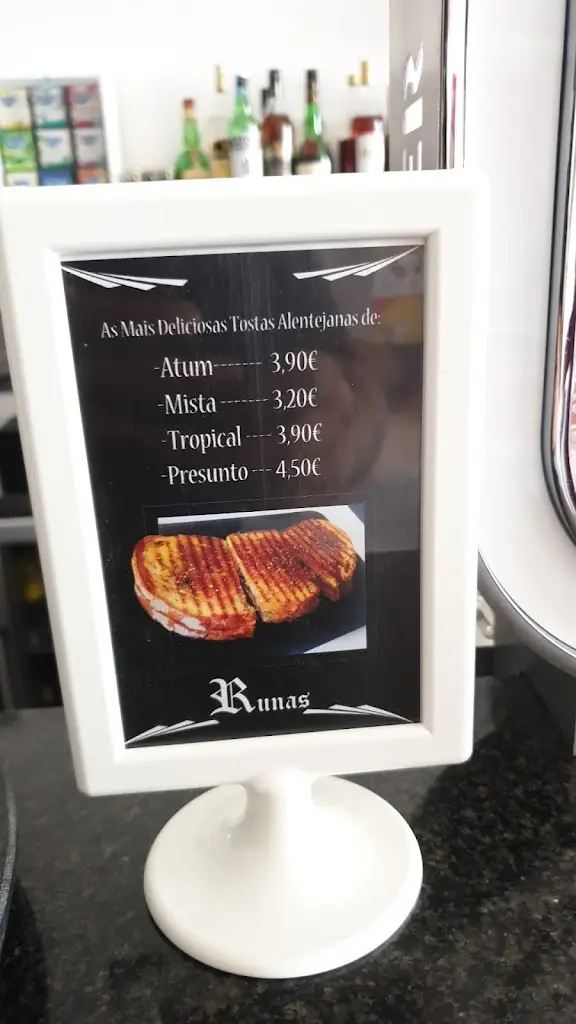 As Mais Deliciosas Tostas Alentejanas de:
-Atum------- 3,90€
-Mista ------- 3,20€
-Tropical ---- 3,90€
-Presunto --- 4,50€
Runas